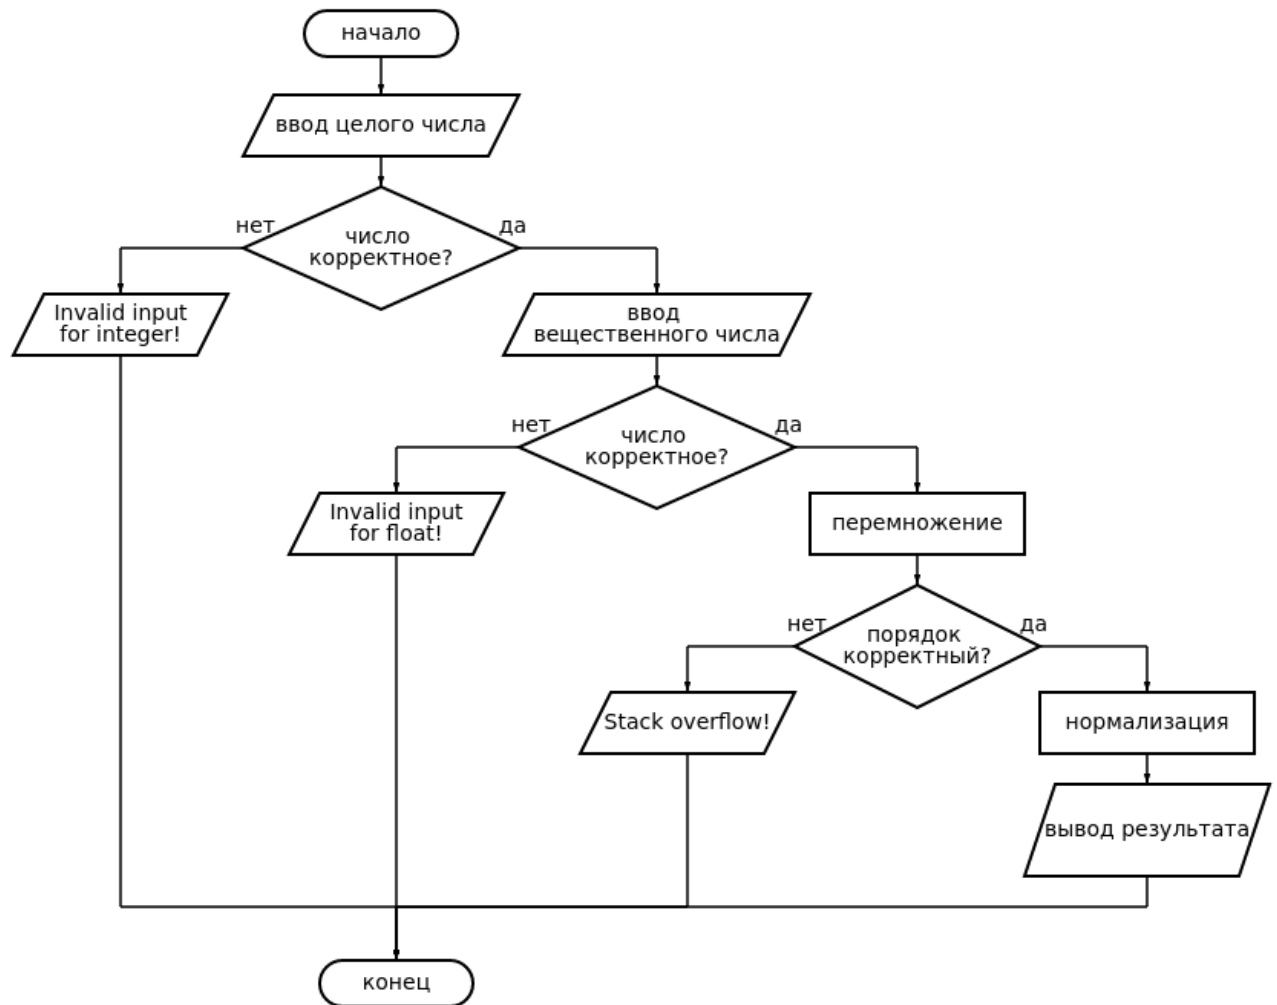 начало
ввод целого числа
нет
да
число
корректное?
Invalid input
for integer!
ввод
вещественного числа
нет
да
число
корректное?
Invalid input
for float!
перемножение
нет
да
порядок
корректный?
Stack overflow!
нормализация
вывод результата
конец